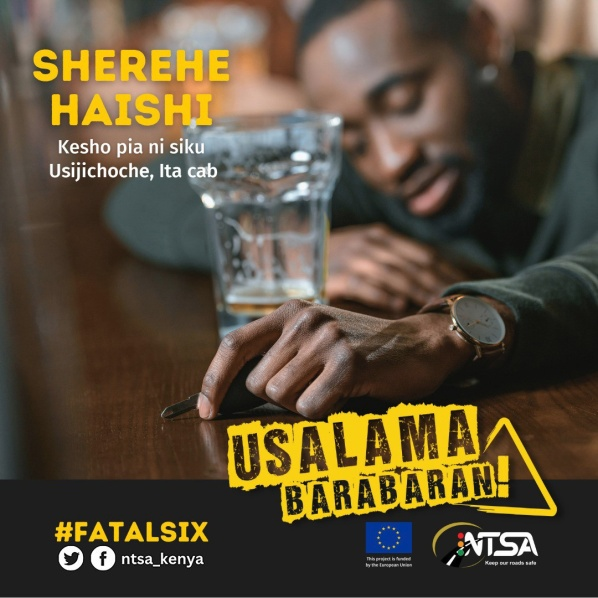 SHEREHE
HAISHI
Kesho pia ni siku
Usijichoche, Ita cab
USALAMA
BARABARAN!
#FATALSIX
ntsa_kenya
This project is funded
by the European Union
NTSA
Keep our roads safe